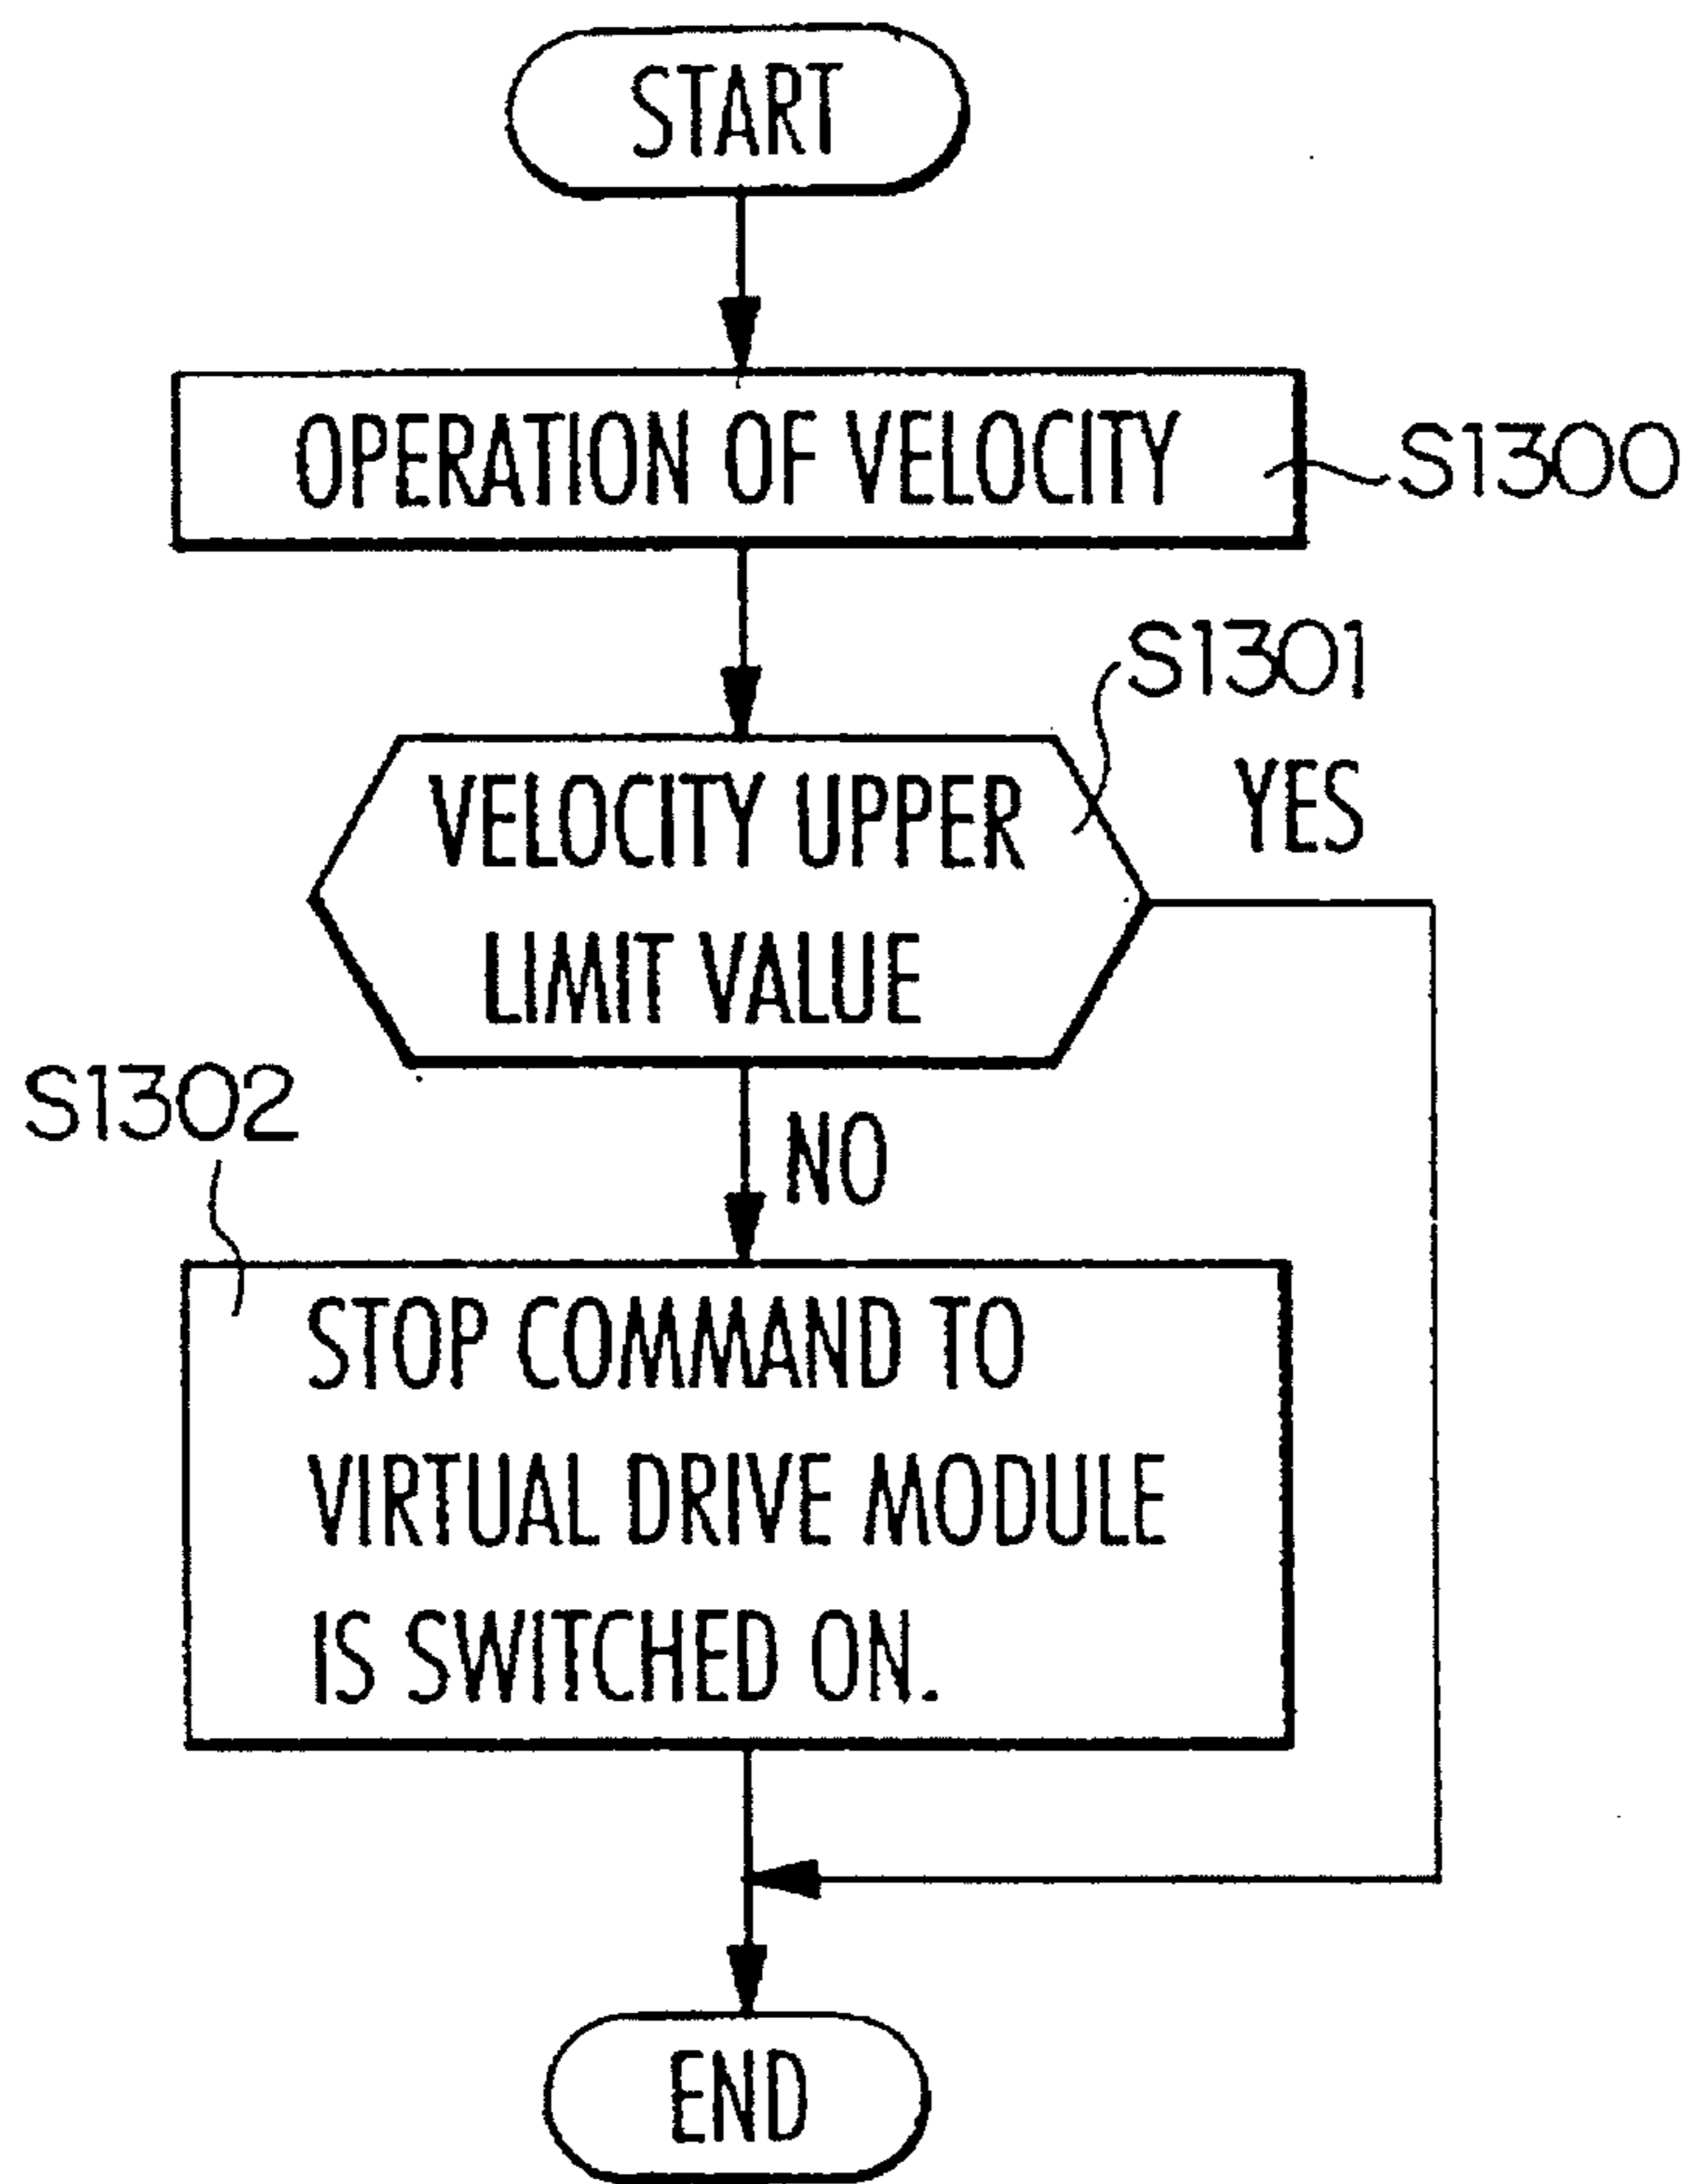 START
OPERATION OF VELOCITY
S1300
S1301
YES
VELOCITY UPPER
LIMIT VALUE
S1302
NO
STOP COMMAND TO
VIRTUAL DRIVE MODULE
IS SWITCHED ON.
END